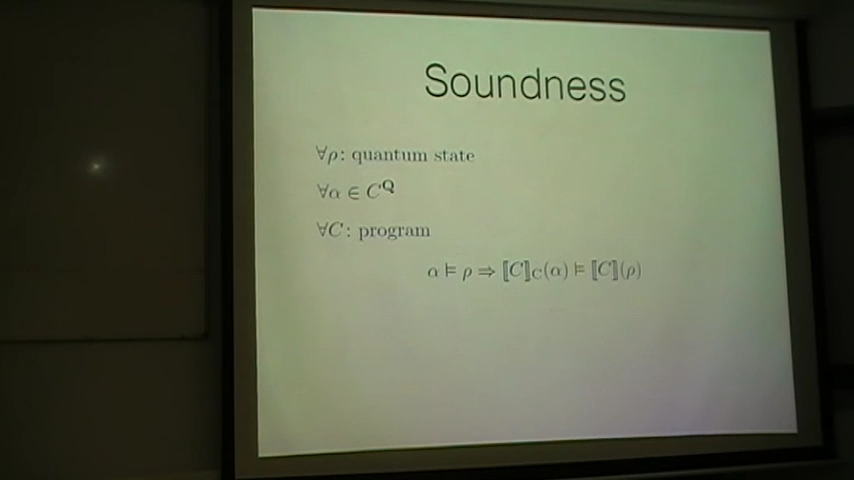 Soundness
∀ρ: quantum state
∀α ∈ C^Q
∀C: program
α ⊨ ρ ⇒ ⟦C⟧_C(α) ⊨ ⟦C⟧(ρ)